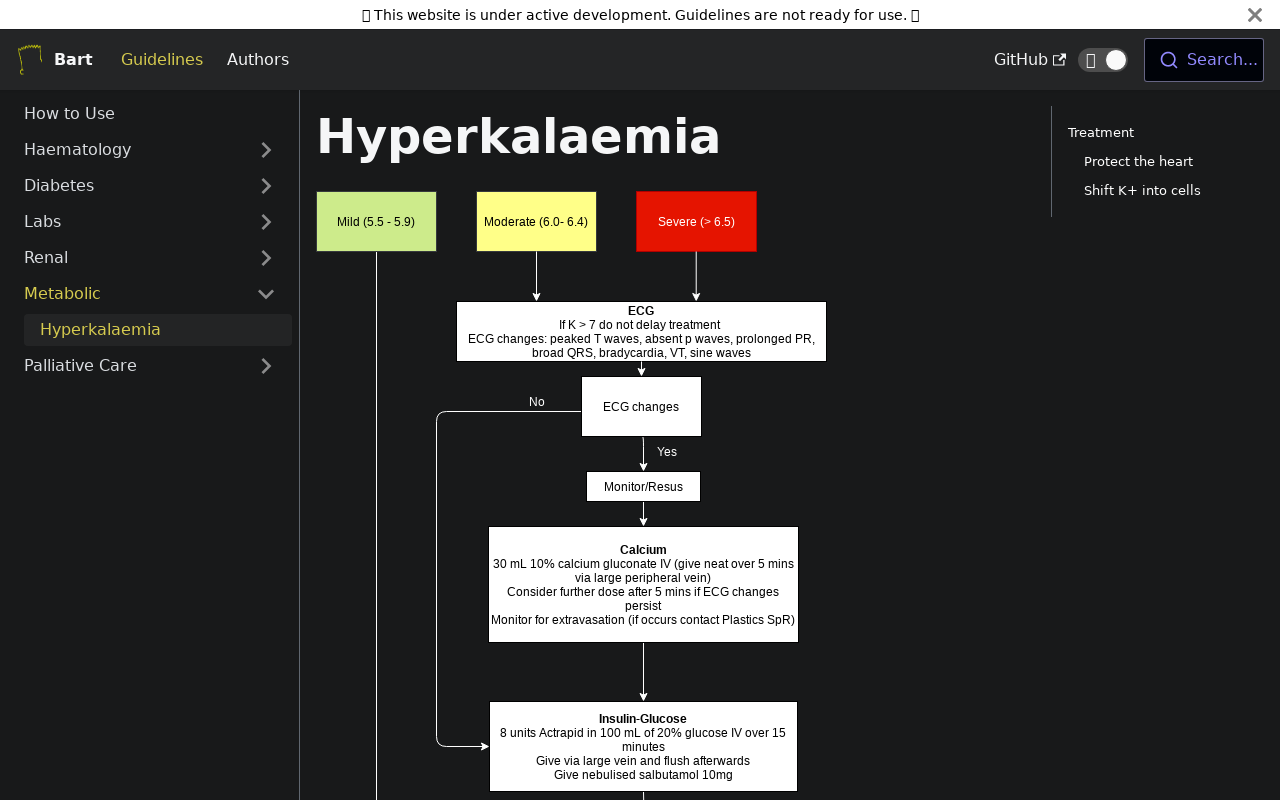 This website is under active development. Guidelines are not ready for use.
Bart
Guidelines
Authors
GitHub
Search...
How to Use
Haematology
Diabetes
Labs
Renal
Metabolic
Hyperkalaemia
Palliative Care
Hyperkalaemia
Mild (5.5 - 5.9)
Moderate (6.0- 6.4)
Severe (> 6.5)
ECG
If K > 7 do not delay treatment
ECG changes: peaked T waves, absent p waves, prolonged PR,
broad QRS, bradycardia, VT, sine waves
ECG changes
No
Yes
Monitor/Resus
Calcium
30 mL 10% calcium gluconate IV (give neat over 5 mins
via large peripheral vein)
Consider further dose after 5 mins if ECG changes
persist
Monitor for extravasation (if occurs contact Plastics SpR)
Insulin-Glucose
8 units Actrapid in 100 mL of 20% glucose IV over 15
minutes
Give via large vein and flush afterwards
Give nebulised salbutamol 10mg
Treatment
Protect the heart
Shift K+ into cells